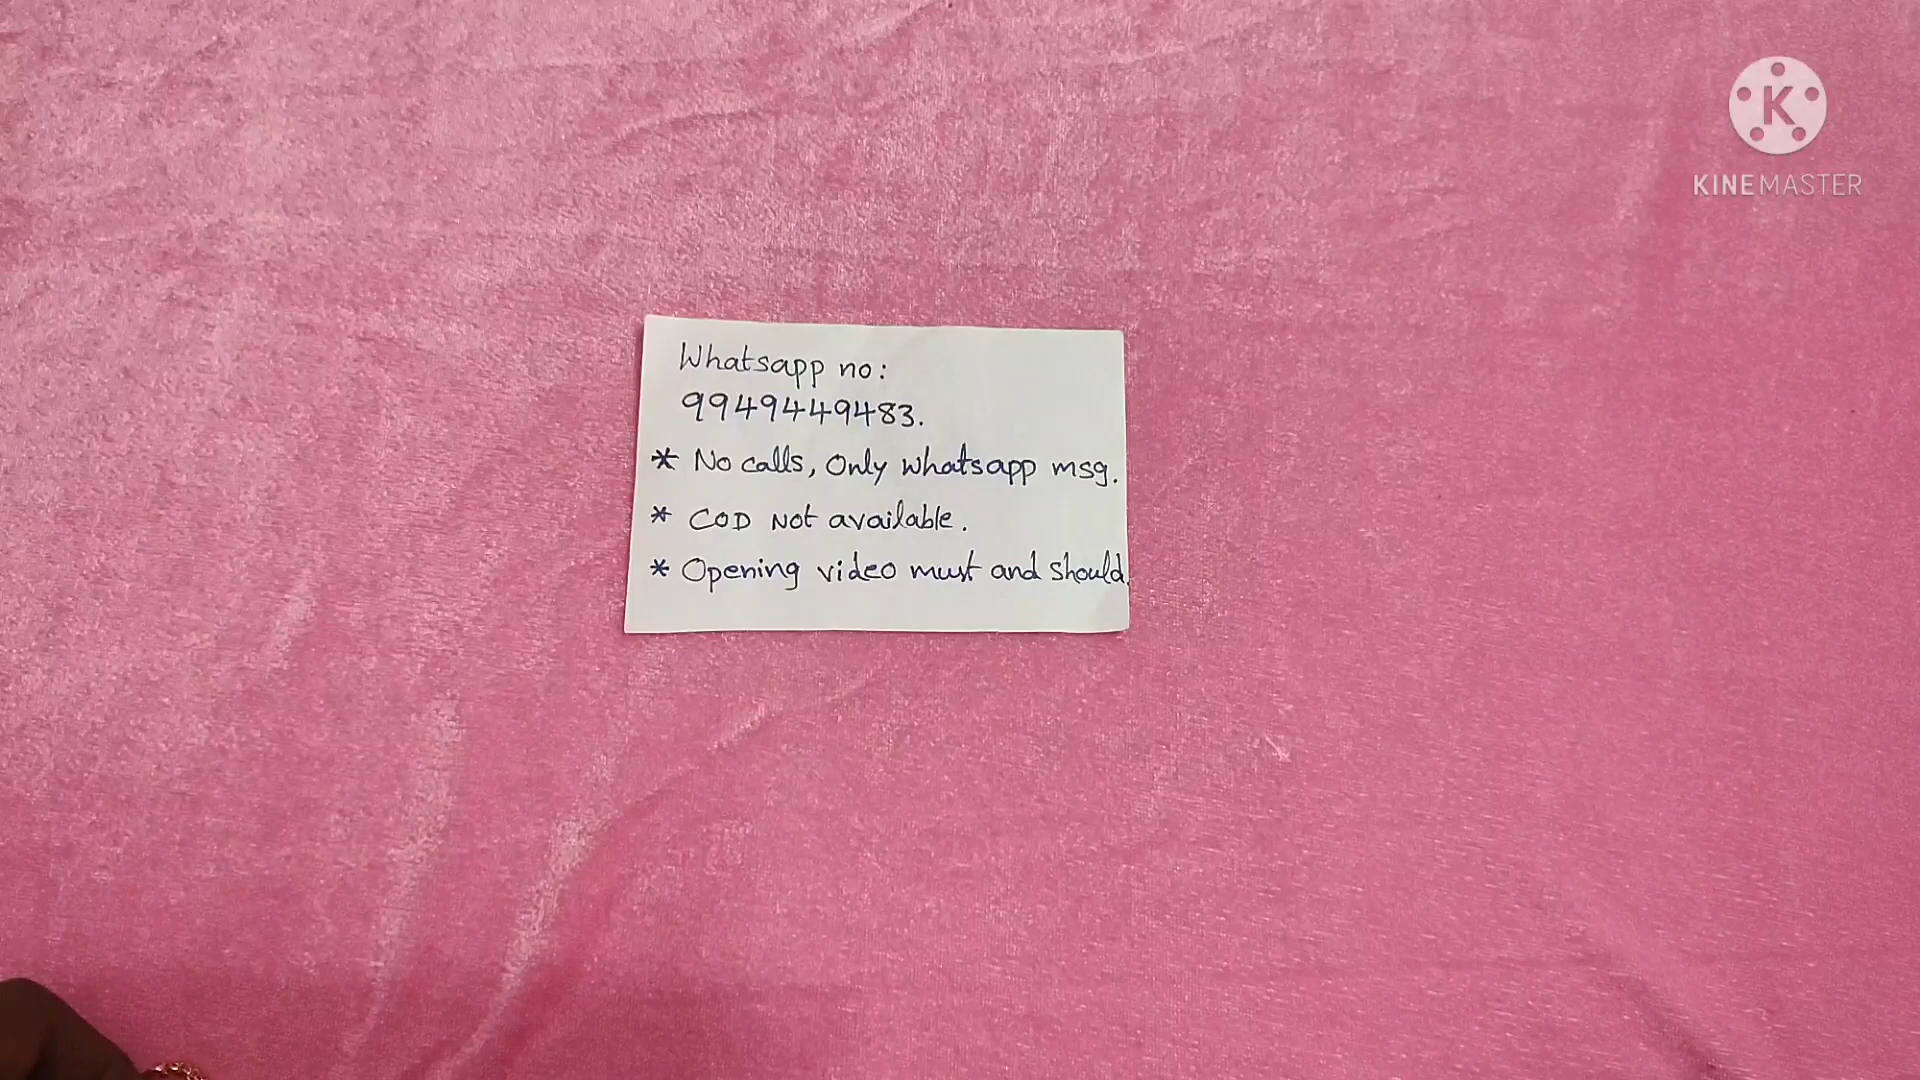 Whatsapp no:
9949449483.
* No calls, Only whatsapp msg.
* COD Not available.
* Opening video must and should.
K
KINEMASTER